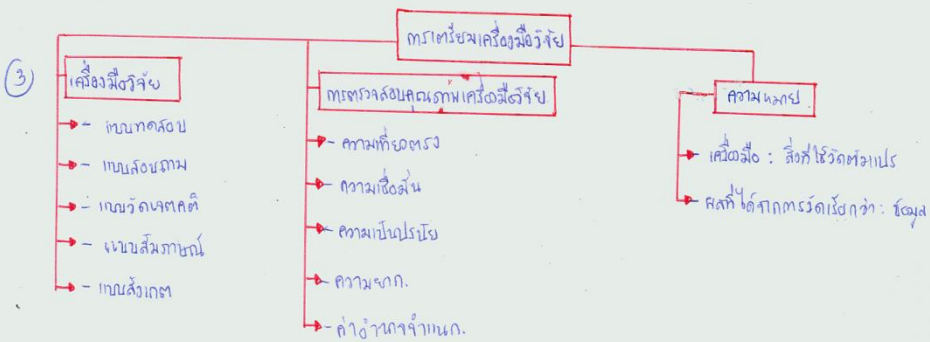 การเตรียมเครื่องมือวิจัย
3
เครื่องมือวิจัย
- แบบทดสอบ
- แบบสอบถาม
- แบบวัดเจตคติ
- แบบสัมภาษณ์
- แบบสังเกต
การตรวจสอบคุณภาพเครื่องมือวิจัย
- ความเที่ยงตรง
- ความเชื่อมั่น
- ความเป็นปรนัย
- ความยาก.
- ค่าอำนาจจำแนก.
ความหมาย
- เครื่องมือ : สิ่งที่ใช้วัดตัวแปร
- ผลที่ได้จากการวัดเรียกว่า : ข้อมูล